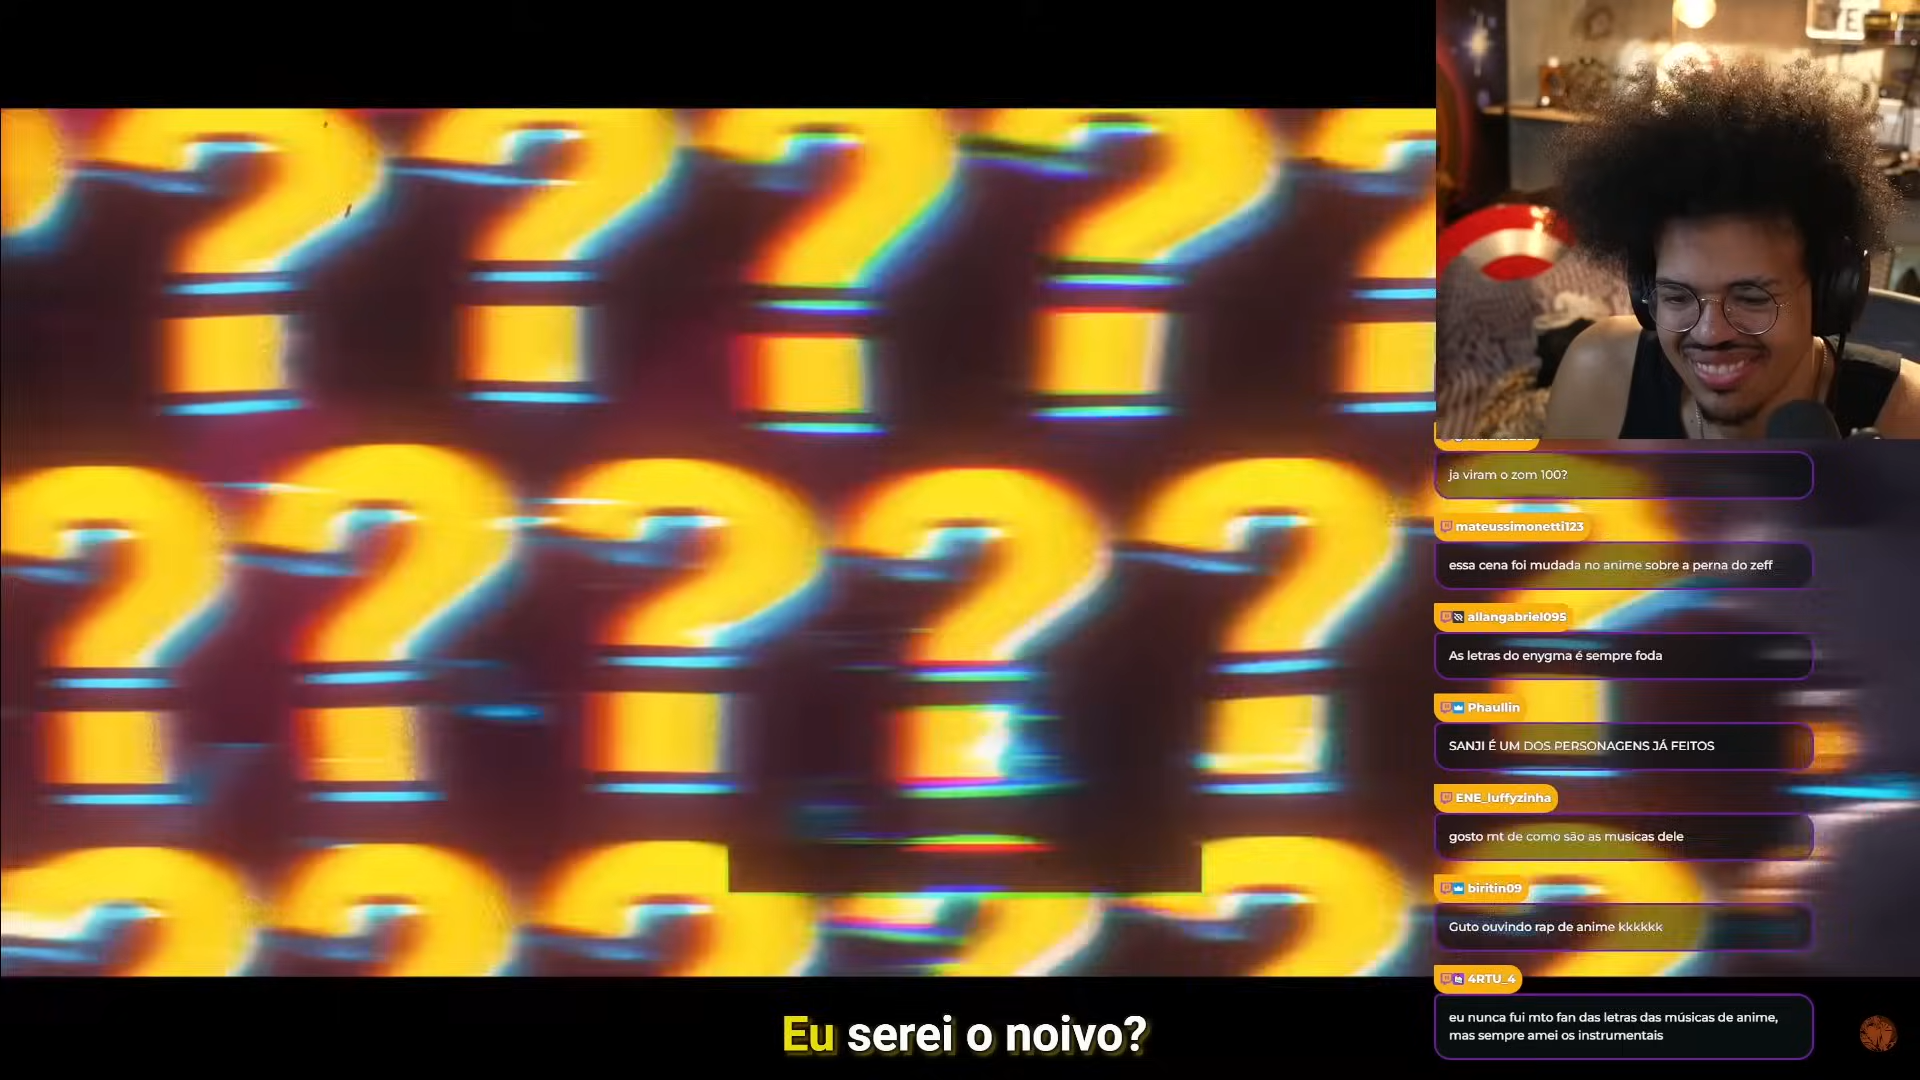 ja viram o zom 100?
mateussimonetti123
essa cena foi mudada no anime sobre a perna do zeff
allangabriel095
As letras do enygma é sempre foda
Phaullin
SANJI É UM DOS PERSONAGENS JÁ FEITOS
ENE_luffyzinha
gosto mt de como são as musicas dele
biritin09
Guto ouvindo rap de anime kkkkkk
4RTU_4
eu nunca fui mto fan das letras das músicas de anime,
mas sempre amei os instrumentais
? ? ? ? ?
? ? ? ? ?
? ? ? ? ?
Eu serei o noivo?